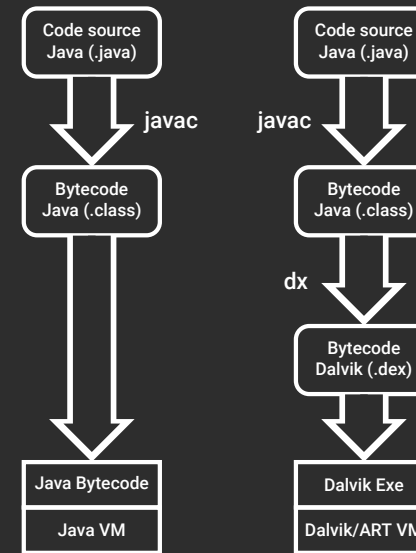 Code source
Java (.java)
javac
Bytecode
Java (.class)
Java Bytecode
Java VM
Code source
Java (.java)
javac
Bytecode
Java (.class)
dx
Bytecode
Dalvik (.dex)
Dalvik Exe
Dalvik/ART VM